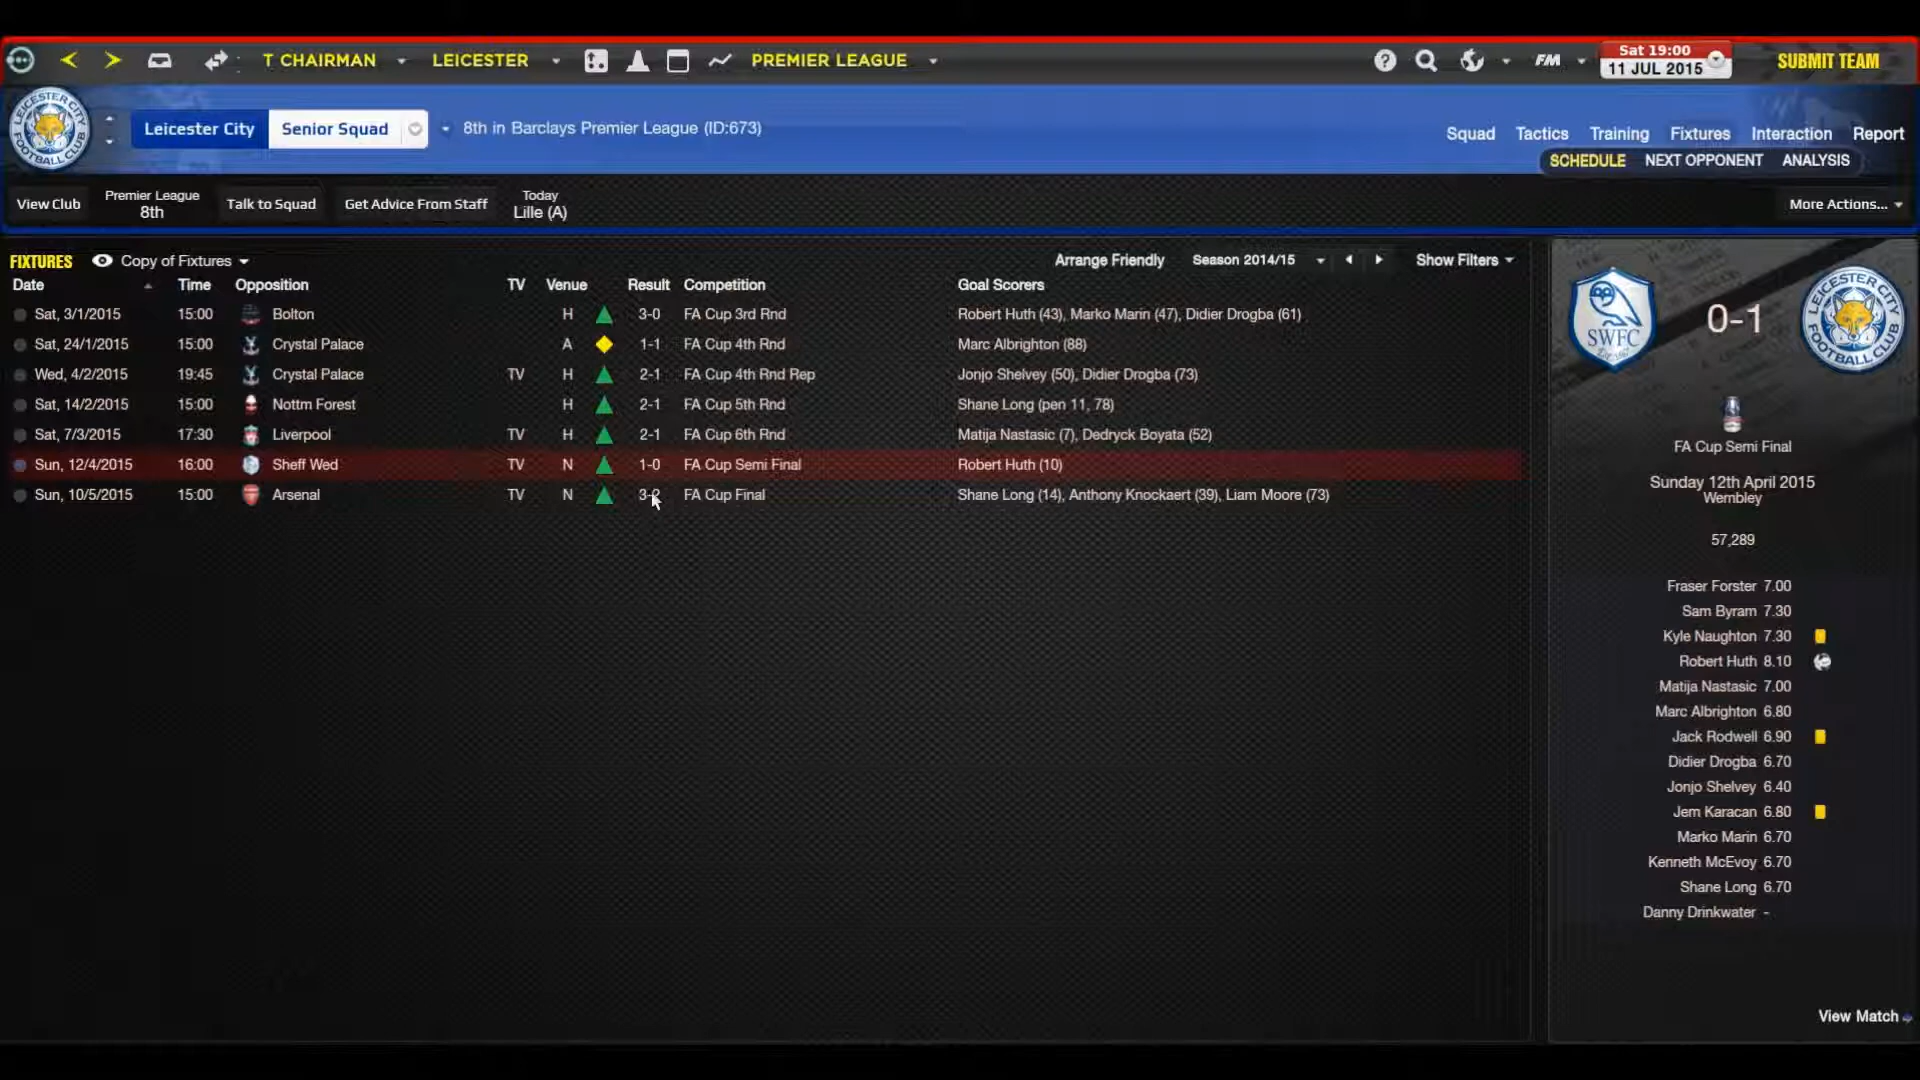 T CHAIRMAN LEICESTER PREMIER LEAGUE FM Sat 19:00 11 JUL 2015 SUBMIT TEAM
Leicester City Senior Squad 8th in Barclays Premier League (ID:673)
Squad Tactics Training Fixtures Interaction Report
SCHEDULE NEXT OPPONENT ANALYSIS
View Club Premier League 8th Talk to Squad Get Advice From Staff Today Lille (A) More Actions...
FIXTURES Copy of Fixtures Arrange Friendly Season 2014/15 Show Filters
Date Time Opposition TV Venue Result Competition Goal Scorers
Sat, 3/1/2015 15:00 Bolton H 3-0 FA Cup 3rd Rnd Robert Huth (43), Marko Marin (47), Didier Drogba (61)
Sat, 24/1/2015 15:00 Crystal Palace A 1-1 FA Cup 4th Rnd Marc Albrighton (88)
Wed, 4/2/2015 19:45 Crystal Palace TV H 2-1 FA Cup 4th Rnd Rep Jonjo Shelvey (50), Didier Drogba (73)
Sat, 14/2/2015 15:00 Nottm Forest H 2-1 FA Cup 5th Rnd Shane Long (pen 11, 78)
Sat, 7/3/2015 17:30 Liverpool TV H 2-1 FA Cup 6th Rnd Matija Nastasic (7), Dedryck Boyata (52)
Sun, 12/4/2015 16:00 Sheff Wed TV N 1-0 FA Cup Semi Final Robert Huth (10)
Sun, 10/5/2015 15:00 Arsenal TV N FA Cup Final Shane Long (14), Anthony Knockaert (39), Liam Moore (73)
SWFC 0-1 LEICESTER CITY FOOTBALL CLUB
FA Cup Semi Final
Sunday 12th April 2015
Wembley
57,289
Fraser Forster 7.00
Sam Byram 7.30
Kyle Naughton 7.30
Robert Huth 8.10
Matija Nastasic 7.00
Marc Albrighton 6.80
Jack Rodwell 6.90
Didier Drogba 6.70
Jonjo Shelvey 6.40
Jem Karacan 6.80
Marko Marin 6.70
Kenneth McEvoy 6.70
Shane Long 6.70
Danny Drinkwater -
View Match